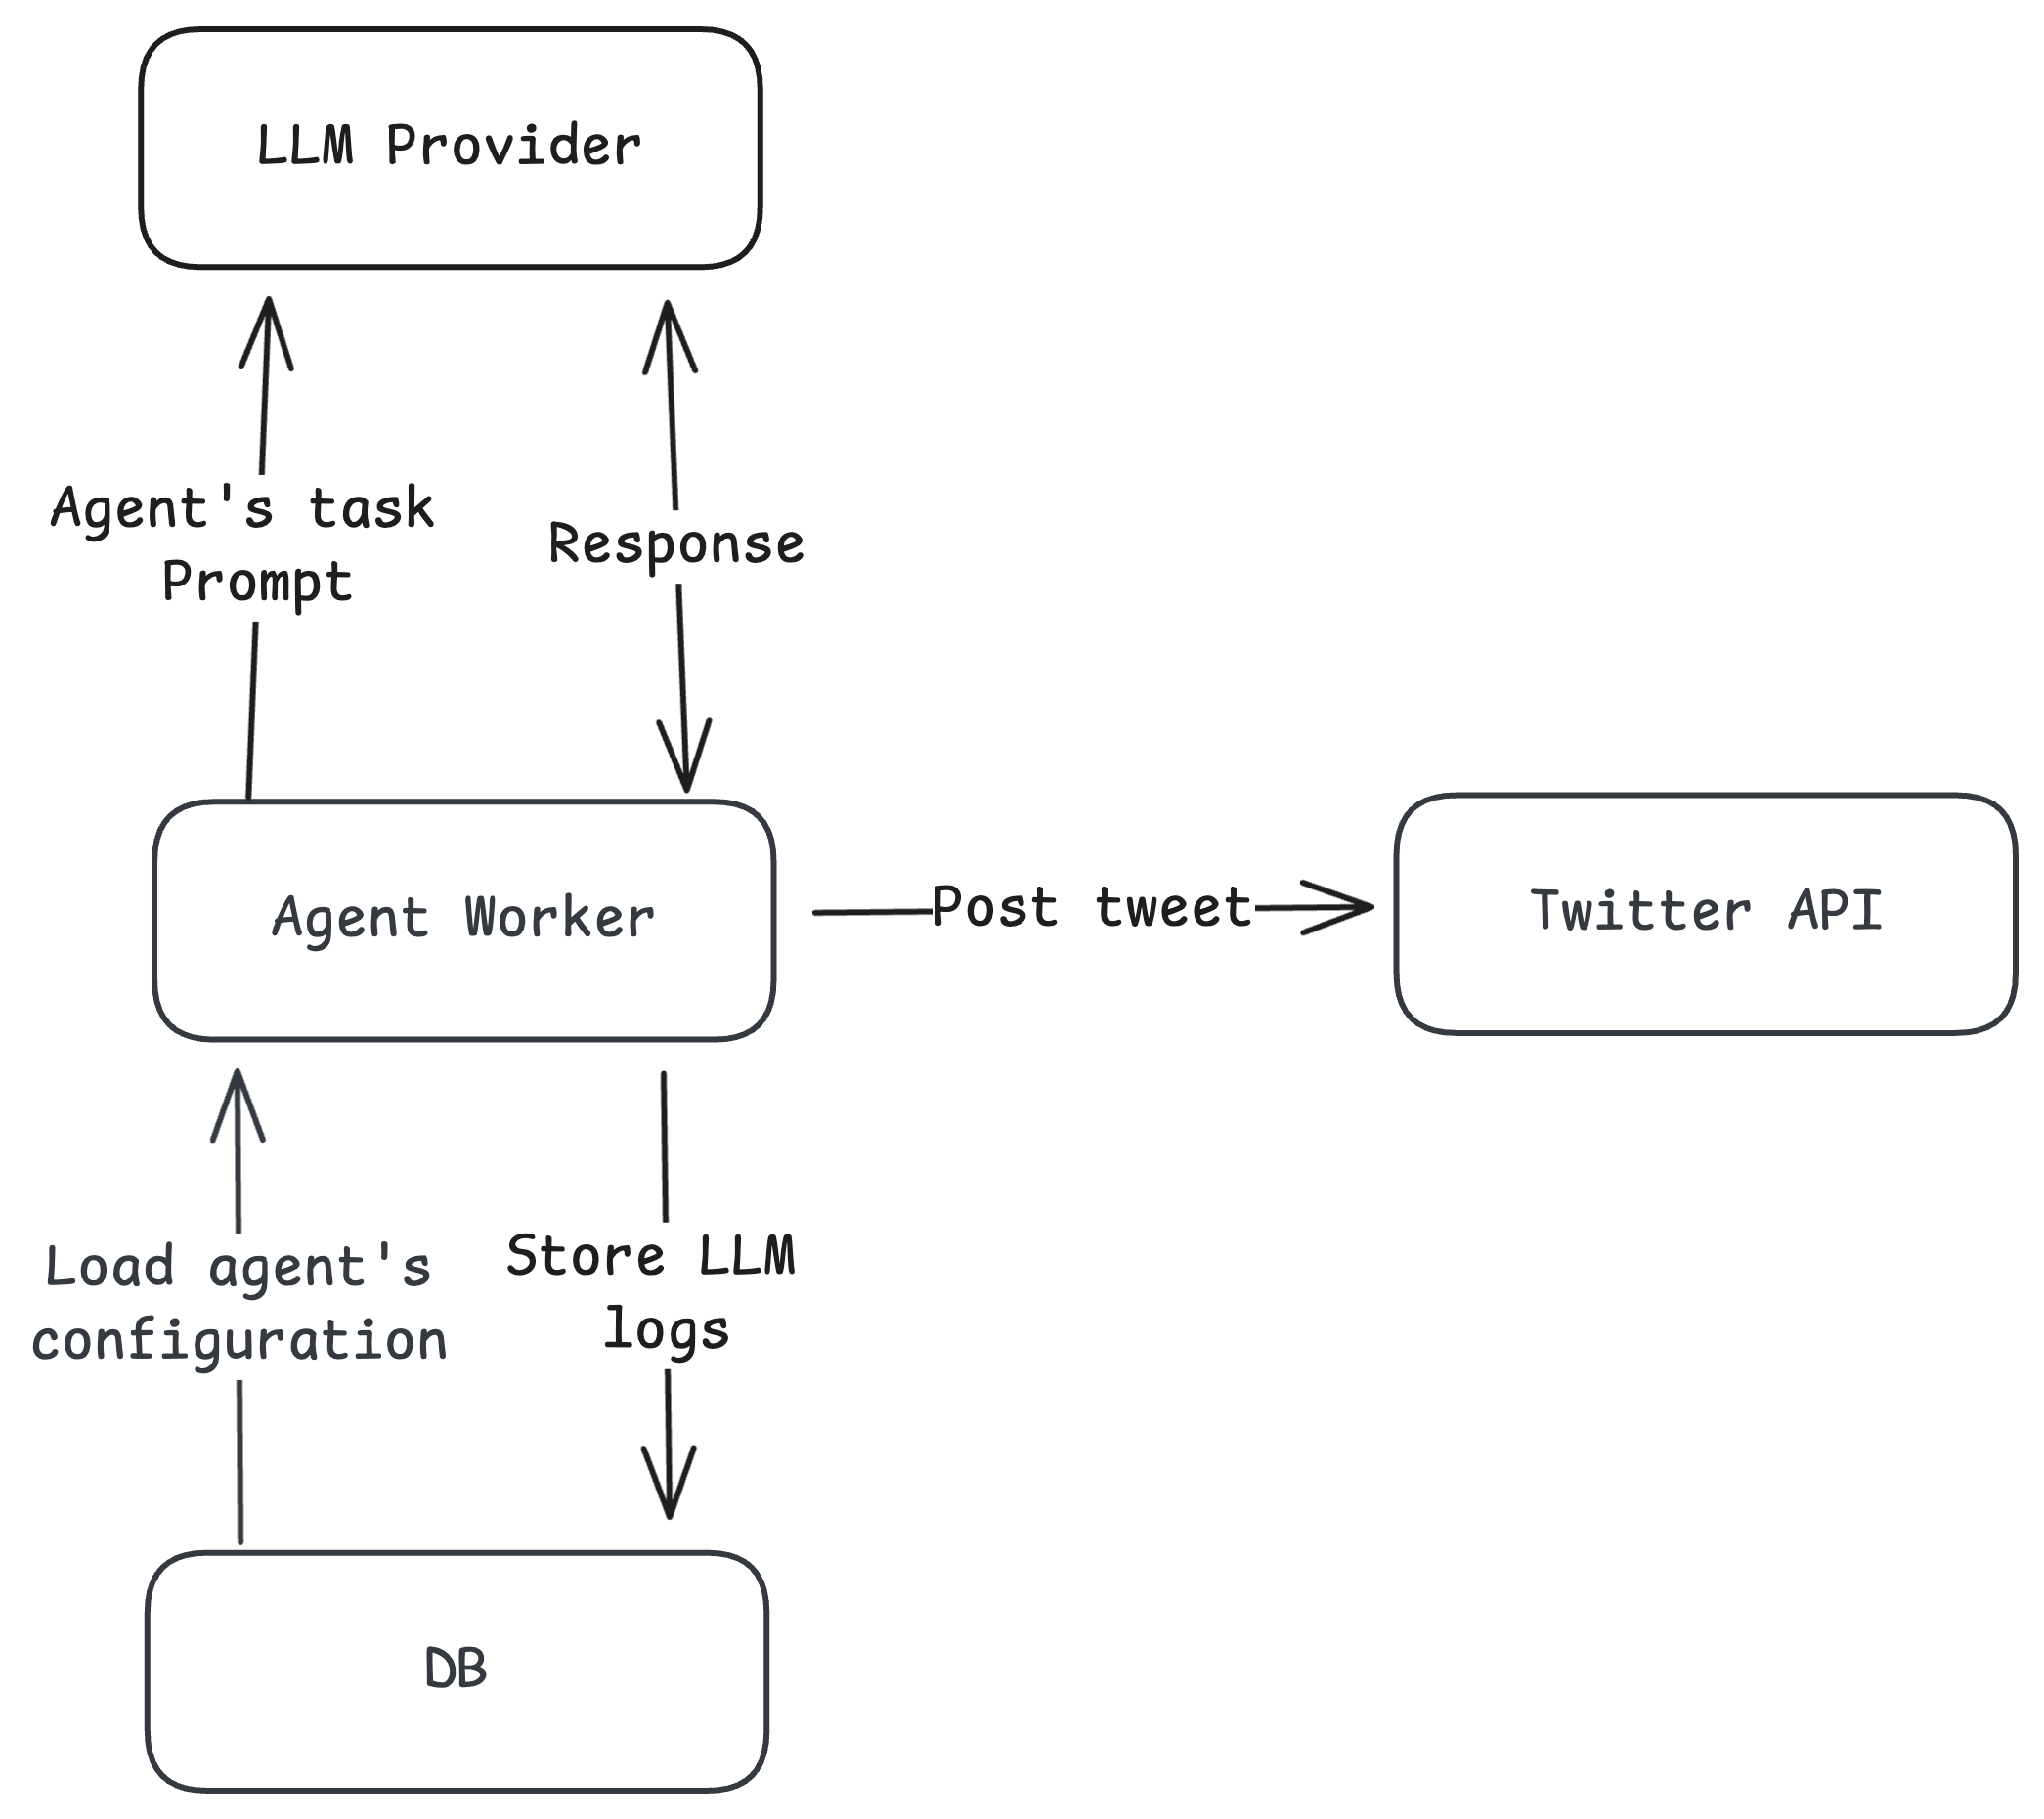 LLM Provider
Agent's task
Prompt
Response
Agent Worker
Post tweet
Twitter API
Load agent's
configuration
Store LLM
logs
DB